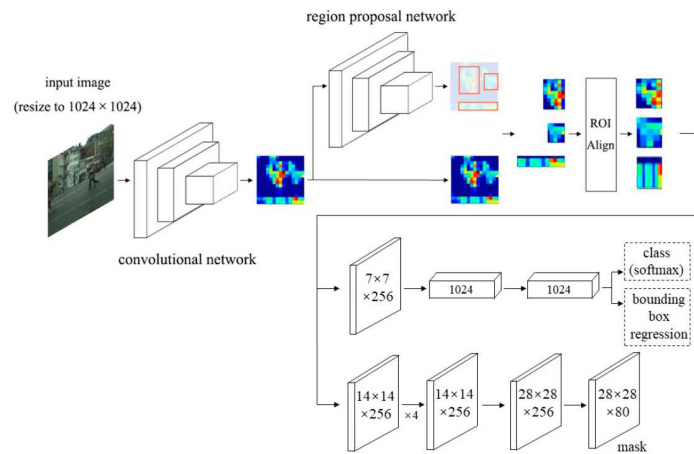 region proposal network
input image
(resize to 1024 × 1024)
ROI
Align
convolutional network
7×7
×256
1024
1024
class
(softmax)
bounding
box
regression
14×14
×256
×4
14×14
×256
28×28
×256
28×28
×80
mask